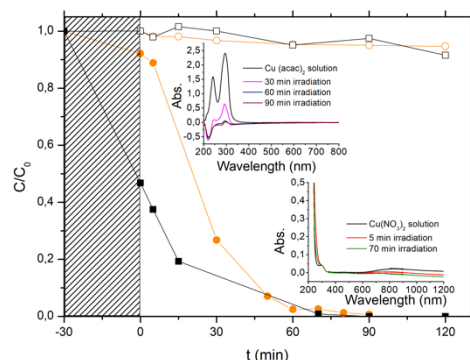 C/C0
1,0
0,8
0,6
0,4
0,2
0,0
-30
0
30
60
90
120
t (min)
Abs.
2,5
2,0
1,5
1,0
0,5
0,0
-0,5
200 300 400 500 600 700 800
Wavelength (nm)
Cu (acac)2 solution
30 min irradiation
60 min irradiation
90 min irradiation
Abs.
0,5
0,4
0,3
0,2
0,1
0,0
200 400 600 800 1000 1200
Wavelength (nm)
Cu(NO3)2 solution
5 min irradiation
70 min irradiation